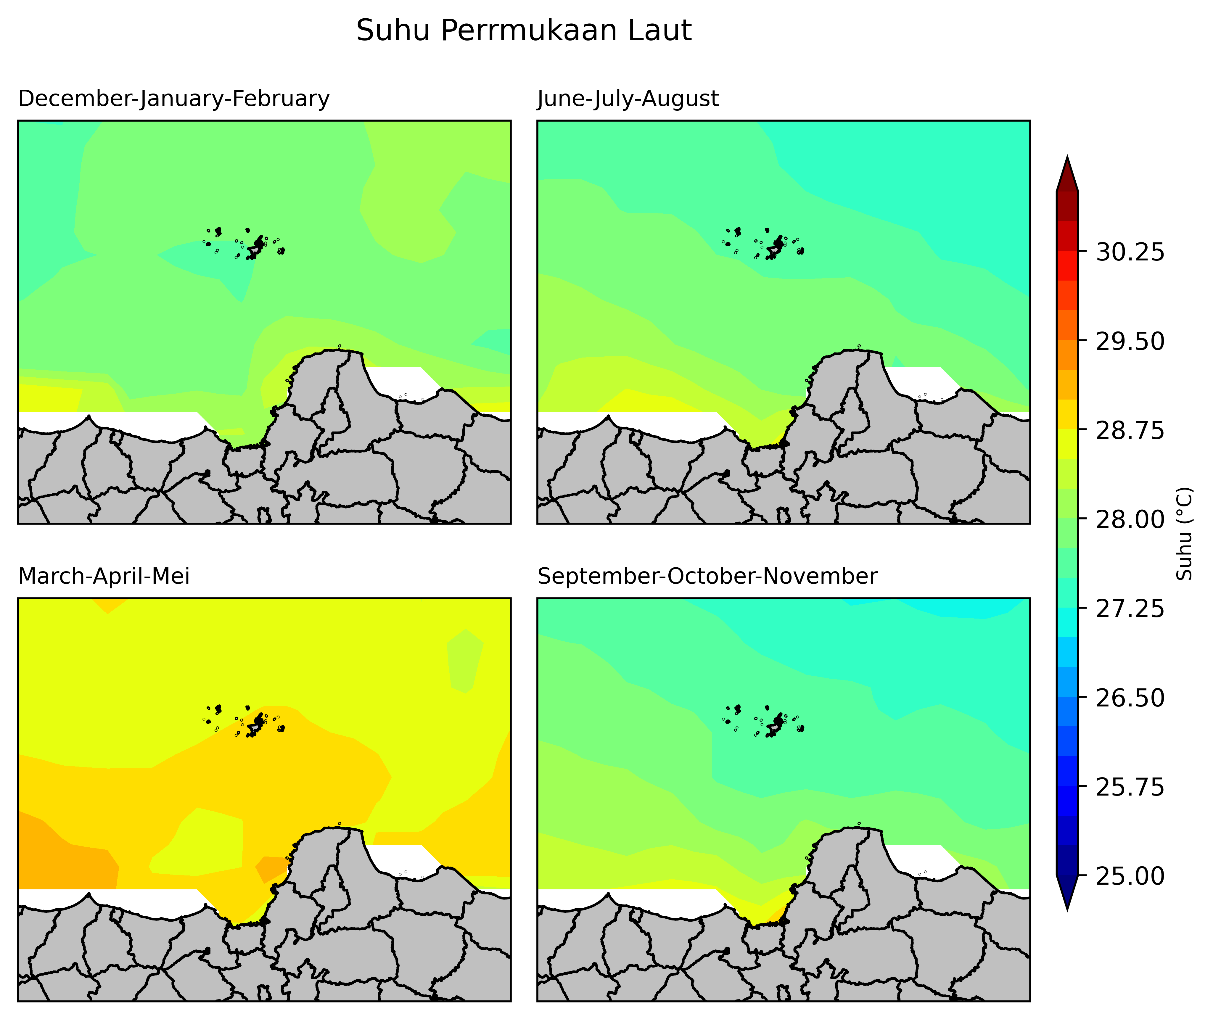 Suhu Perrmukaan Laut
December-January-February
June-July-August
30.25
29.50
28.75
28.00
27.25
26.50
25.75
25.00
Suhu (°C)
March-April-Mei
September-October-November